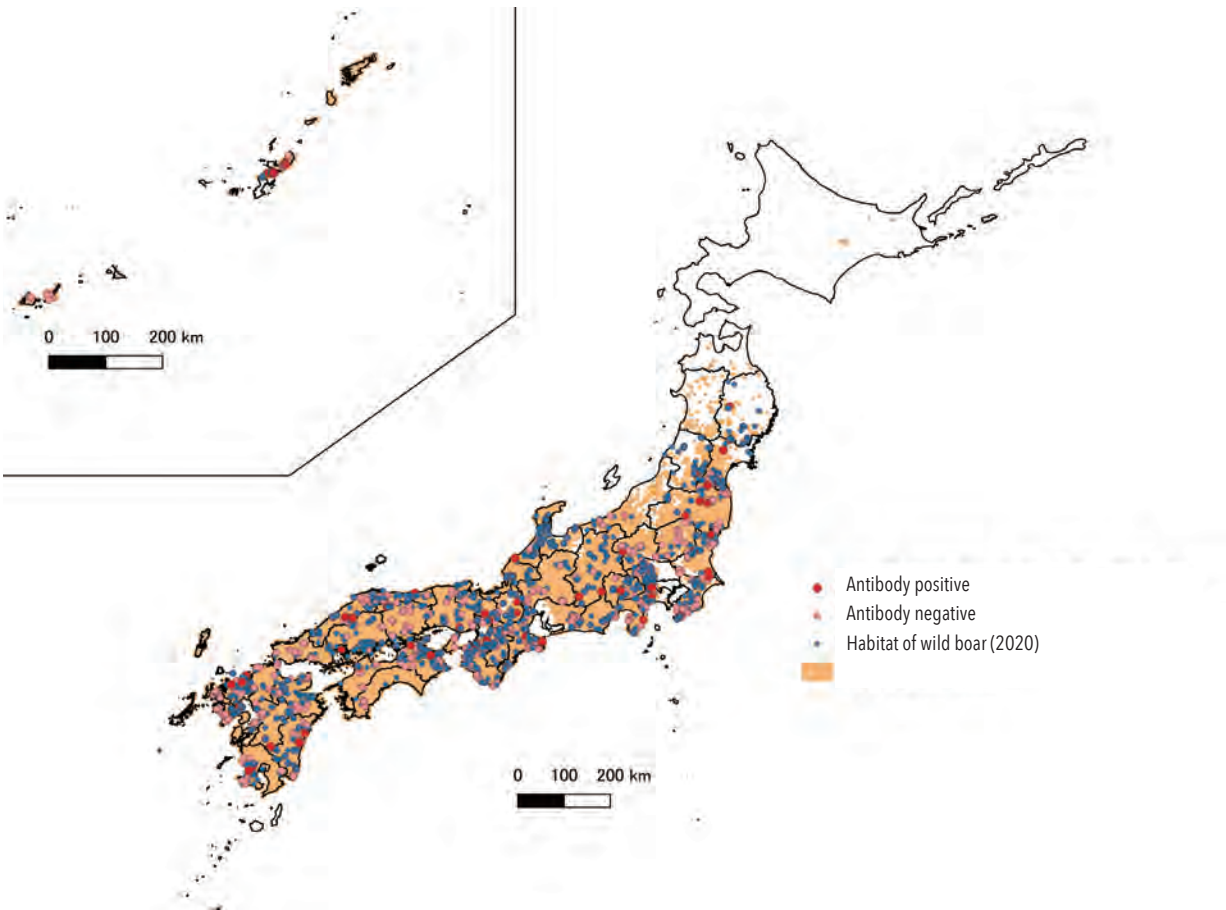 0 100 200 km
Antibody positive
Antibody negative
Habitat of wild boar (2020)
0 100 200 km